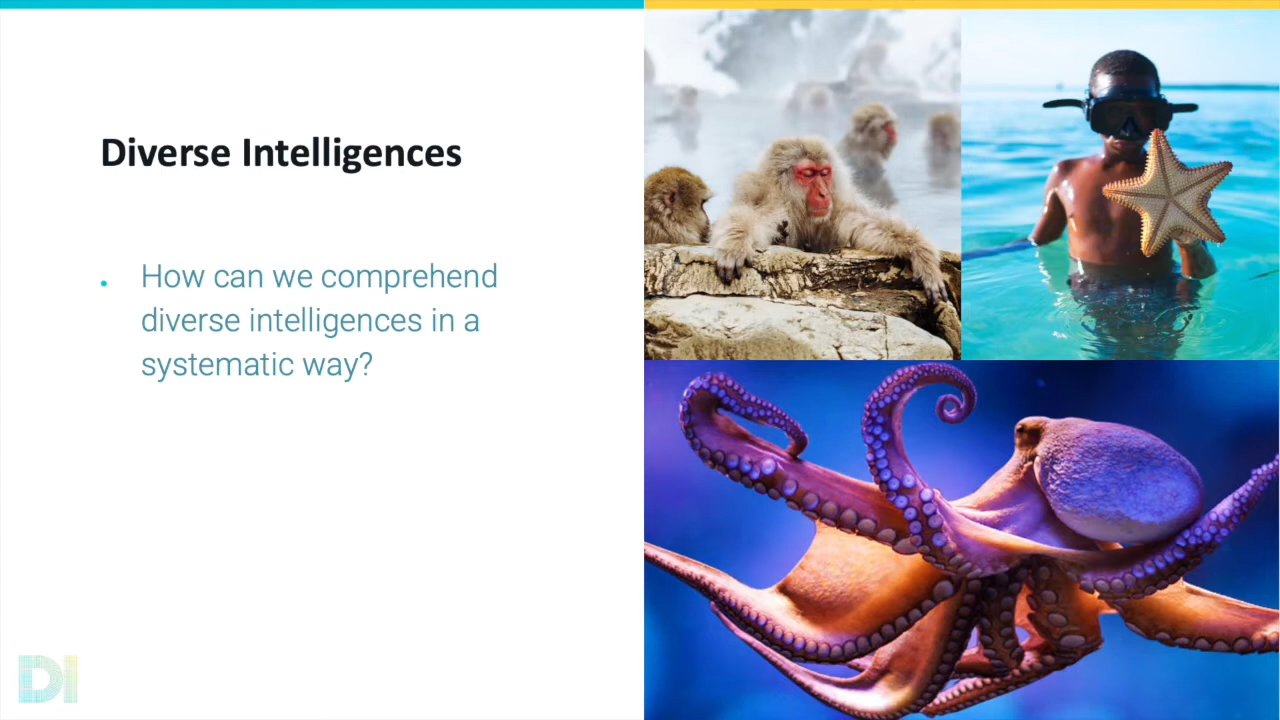 Diverse Intelligences
• How can we comprehend
diverse intelligences in a
systematic way?
DI